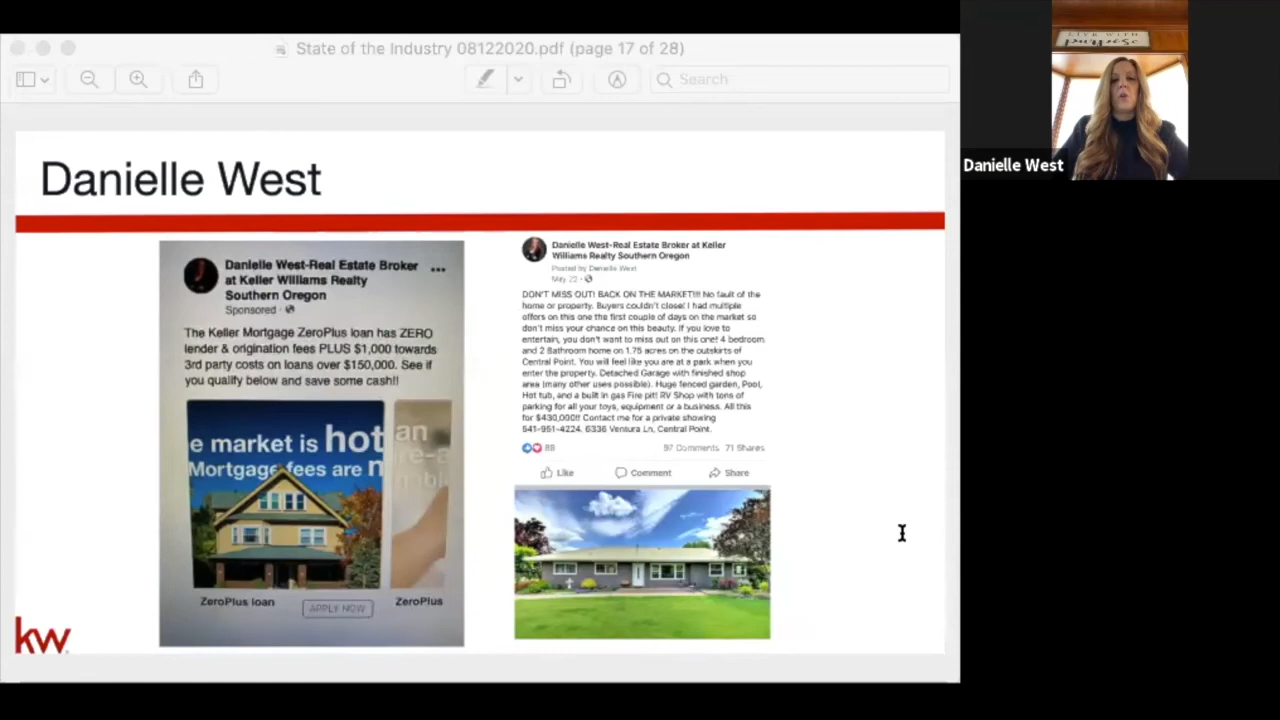 State of the Industry 08122020.pdf (page 17 of 28)
Search
LIVE WITH
purpose
Danielle West
Danielle West
Danielle West-Real Estate Broker
at Keller Williams Realty
Southern Oregon
Sponsored ·
The Keller Mortgage ZeroPlus loan has ZERO
lender & origination fees PLUS $1,000 towards
3rd party costs on loans over $150,000. See if
you qualify below and save some cash!!
e market is hot
Mortgage fees are n
an
re-a
ZeroPlus loan
APPLY NOW
ZeroPlus
Danielle West-Real Estate Broker at Keller
Williams Realty Southern Oregon
Posted by Danielle West
May 22 ·
DON'T MISS OUT! BACK ON THE MARKET!!! No fault of the
home or property. Buyers couldn't close! I had multiple
offers on this one the first couple of days on the market so
don't miss your chance on this beauty. If you love to
entertain, you don't want to miss out on this one! 4 bedroom
and 2 Bathroom home on 1.75 acres on the outskirts of
Central Point. You will feel like you are at a park when you
enter the property. Detached Garage with finished shop
area (many other uses possible). Huge fenced garden, Pool,
Hot tub, and a built in gas Fire pit! RV Shop with tons of
parking for all your toys, equipment or a business. All this
for $430,000!! Contact me for a private showing
541-951-4224. 6336 Ventura Ln, Central Point.
88
97 Comments 71 Shares
Like
Comment
Share
kw